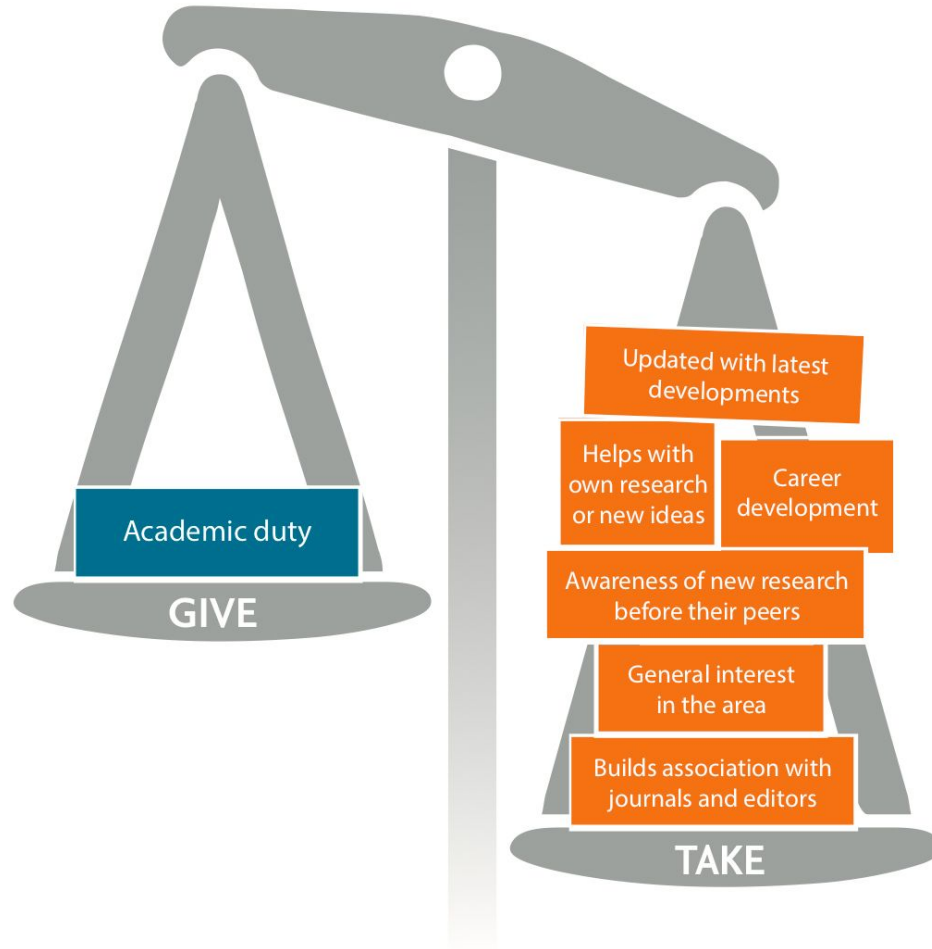 Updated with latest
developments
Helps with
own research
or new ideas
Career
development
Academic duty
GIVE
Awareness of new research
before their peers
General interest
in the area
Builds association with
journals and editors
TAKE